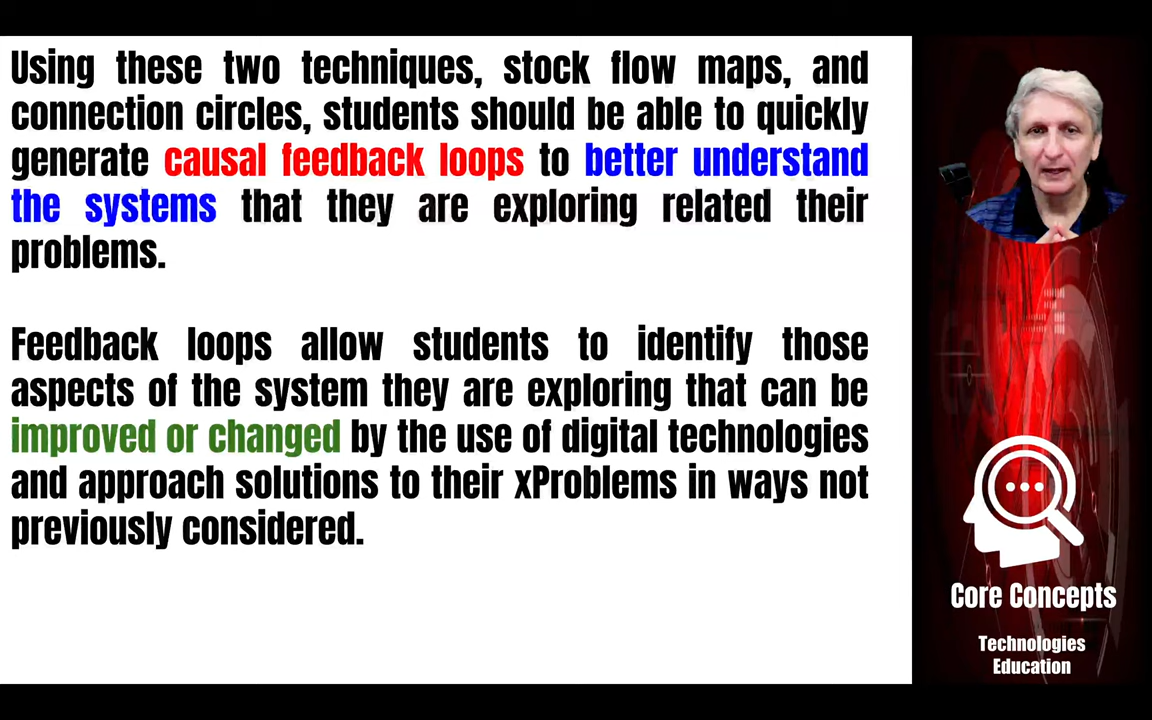 Using these two techniques, stock flow maps, and
connection circles, students should be able to quickly
generate causal feedback loops to better understand
the systems that they are exploring related their
problems.
Feedback loops allow students to identify those
aspects of the system they are exploring that can be
improved or changed by the use of digital technologies
and approach solutions to their xProblems in ways not
previously considered.
Core Concepts
Technologies
Education